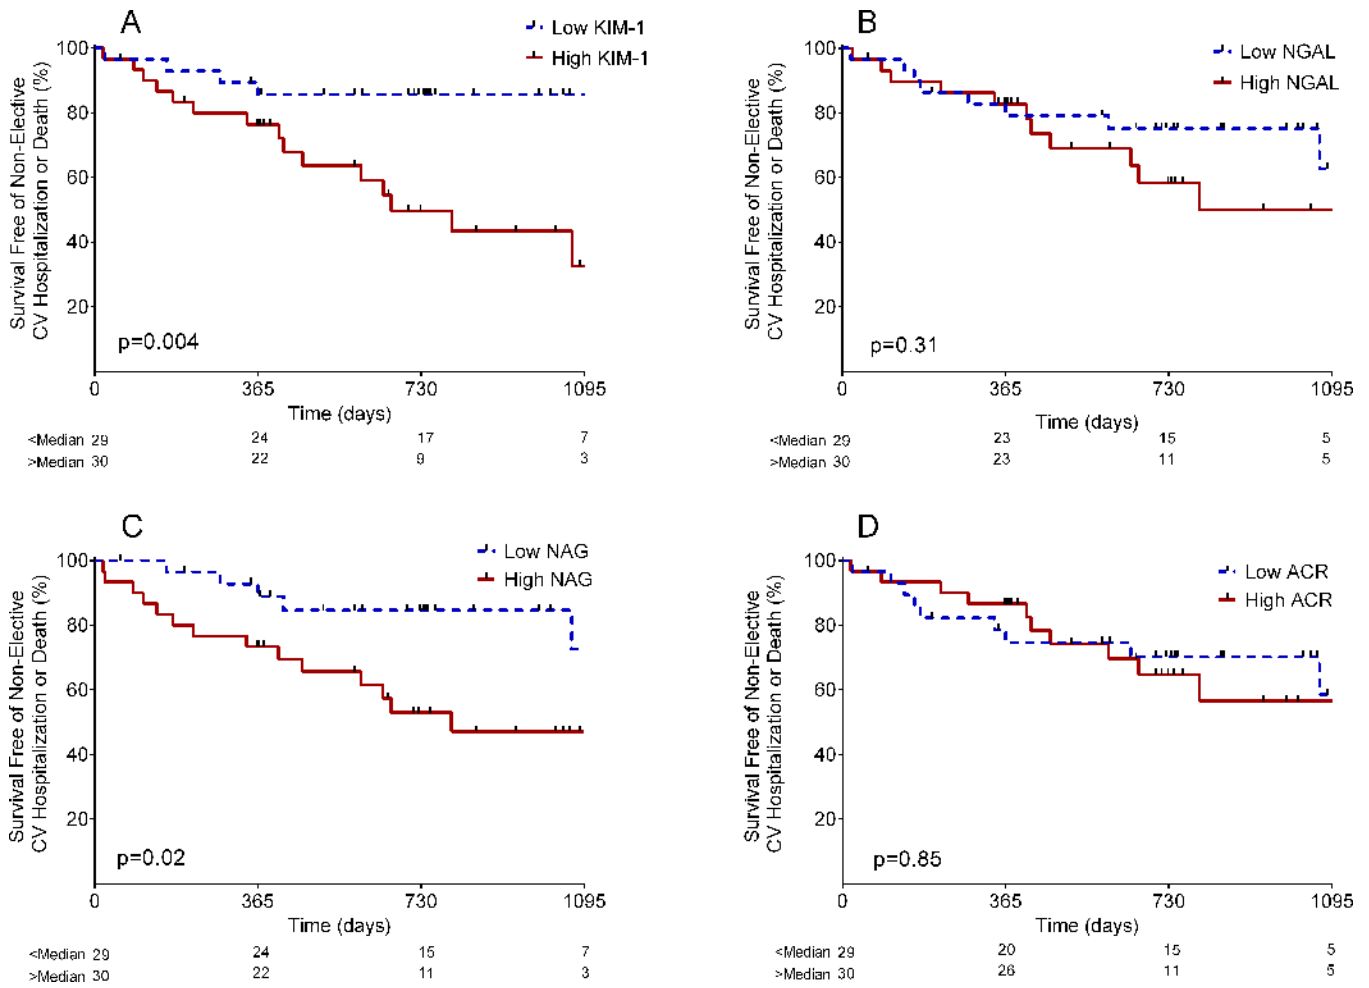 A
Low KIM-1
High KIM-1
Survival Free of Non-Elective
CV Hospitalization or Death (%)
100
80
60
40
20
p=0.004
0 365 730 1095
Time (days)
<Median 29 24 17 7
>Median 30 22 9 3
B
Low NGAL
High NGAL
Survival Free of Non-Elective
CV Hospitalization or Death (%)
100
80
60
40
20
p=0.31
0 365 730 1095
Time (days)
<Median 29 23 15 5
>Median 30 23 11 5
C
Low NAG
High NAG
Survival Free of Non-Elective
CV Hospitalization or Death (%)
100
80
60
40
20
p=0.02
0 365 730 1095
Time (days)
<Median 29 24 15 7
>Median 30 22 11 3
D
Low ACR
High ACR
Survival Free of Non-Elective
CV Hospitalization or Death (%)
100
80
60
40
20
p=0.85
0 365 730 1095
Time (days)
<Median 29 20 15 5
>Median 30 26 11 5